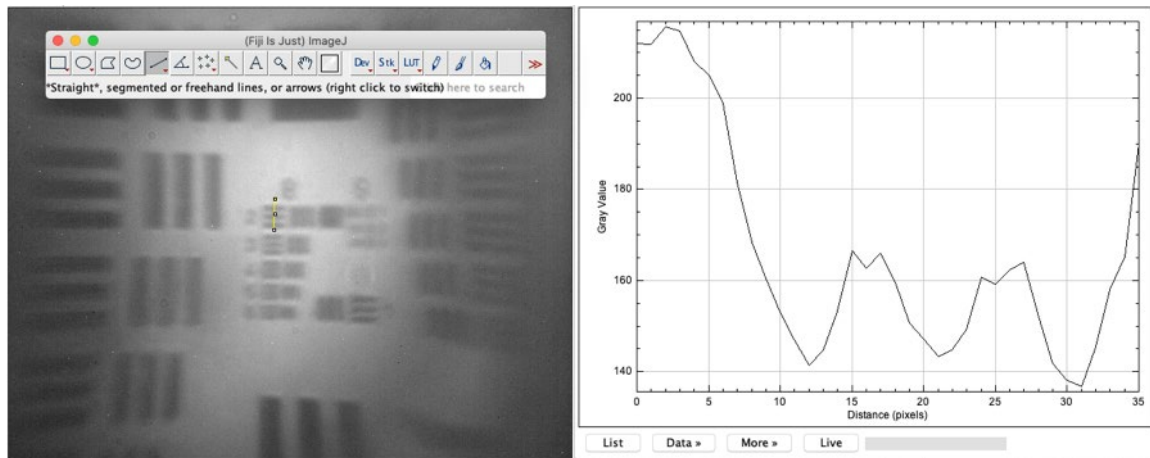 (Fiji Is Just) ImageJ
Dev Stk LUT
*Straight*, segmented or freehand lines, or arrows (right click to switch)
here to search
200
180
160
140
Gray Value
0 5 10 15 20 25 30 35
Distance (pixels)
List Data » More » Live